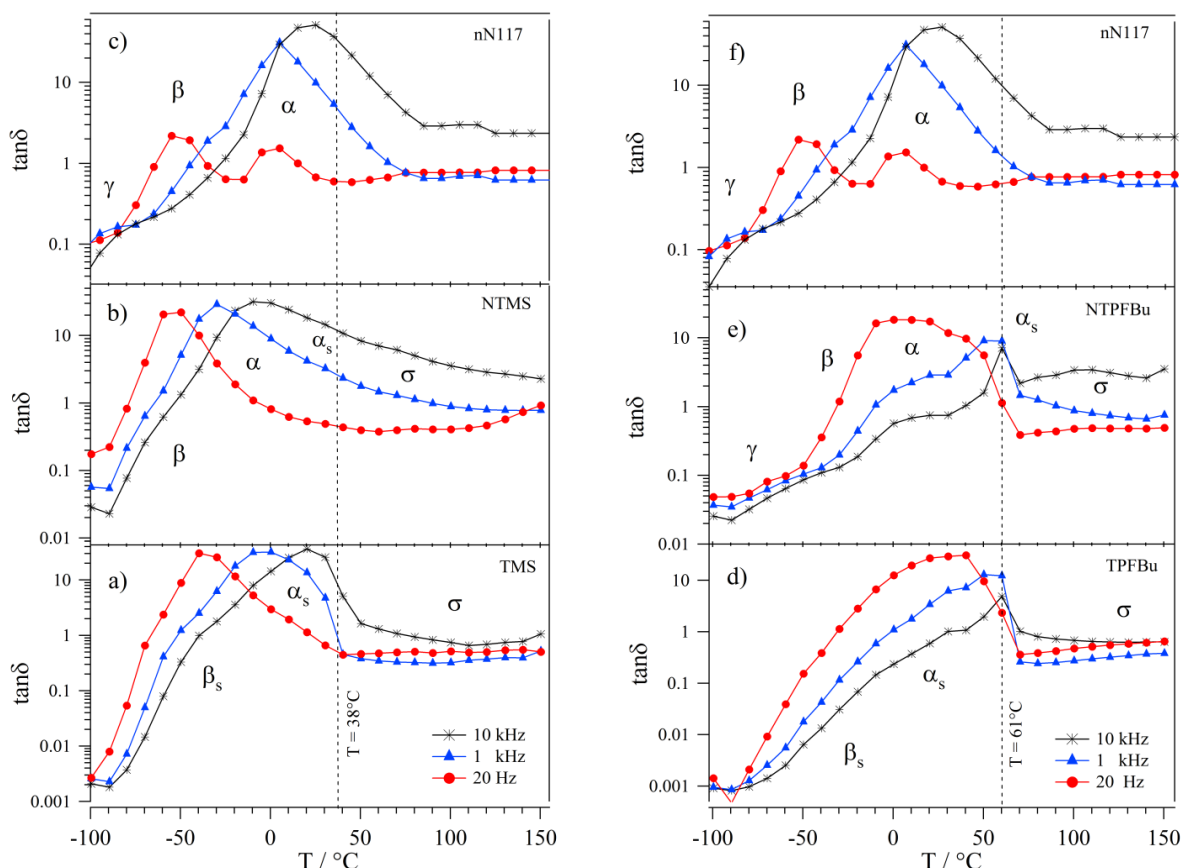 c)
nN117
10
1
0.1
tanδ
β
α
γ
b)
NTMS
10
1
0.1
0.01
tanδ
α
αs
σ
β
a)
TMS
10
1
0.1
0.01
0.001
tanδ
αs
σ
βs
T = 38°C
10 kHz
1 kHz
20 Hz
-100
-50
0
50
100
150
T / °C
f)
nN117
10
1
0.1
tanδ
β
α
γ
e)
NTPFBu
10
1
0.1
0.01
tanδ
αs
β
α
σ
γ
d)
TPFBu
10
1
0.1
0.01
0.001
tanδ
σ
αs
βs
T = 61°C
10 kHz
1 kHz
20 Hz
-100
-50
0
50
100
150
T / °C